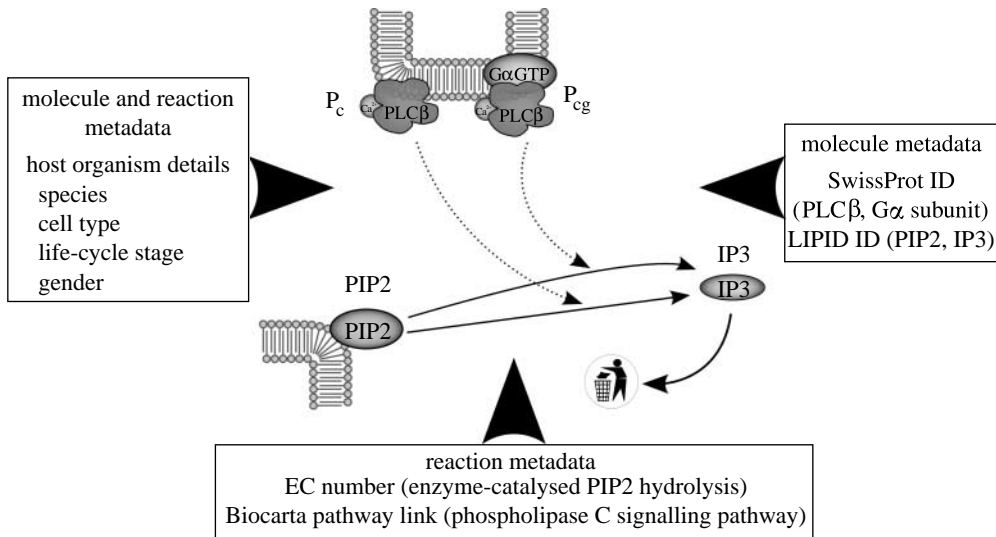 molecule and reaction
metadata
host organism details
species
cell type
life-cycle stage
gender
Pc
Ca2+
PLCβ
GαGTP
Ca2+
PLCβ
Pcg
molecule metadata
SwissProt ID
(PLCβ, Gα subunit)
LIPID ID (PIP2, IP3)
PIP2
PIP2
IP3
IP3
reaction metadata
EC number (enzyme-catalysed PIP2 hydrolysis)
Biocarta pathway link (phospholipase C signalling pathway)